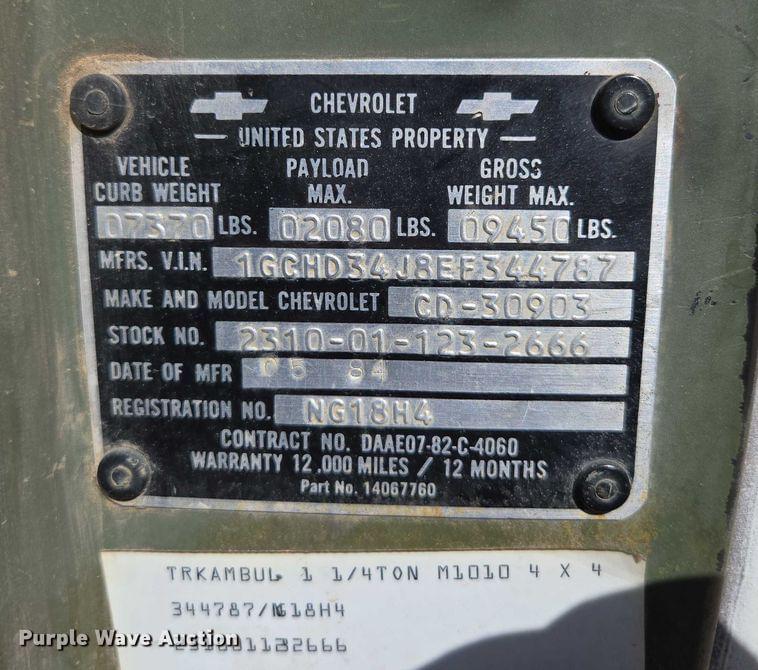 CHEVROLET
UNITED STATES PROPERTY
VEHICLE CURB WEIGHT
PAYLOAD MAX.
GROSS WEIGHT MAX.
07370 LBS. 02080 LBS. 09450 LBS.
MFRS. V.I.N. 1GCHD34J8EF344787
MAKE AND MODEL CHEVROLET CD-30903
STOCK NO. 2310-01-123-2666
DATE OF MFR 05 84
REGISTRATION NO. NG18H4
CONTRACT NO. DAAE07-82-C-4060
WARRANTY 12,000 MILES / 12 MONTHS
Part No. 14067760
TRKAMBUL 1 1/4TON M1010 4 X 4
344787/NG18H4
Purple Wave Auction